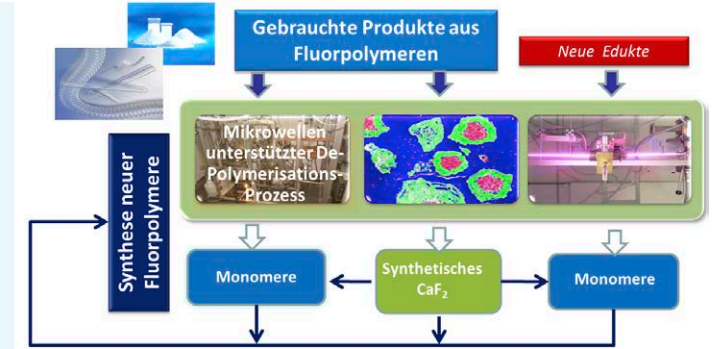 Gebrauchte Produkte aus
Fluorpolymeren
Neue Edukte
Mikrowellen
unterstützter De-
Polymerisations-
Prozess
Synthese neuer
Fluorpolymere
Monomere
Synthetisches
CaF₂
Monomere